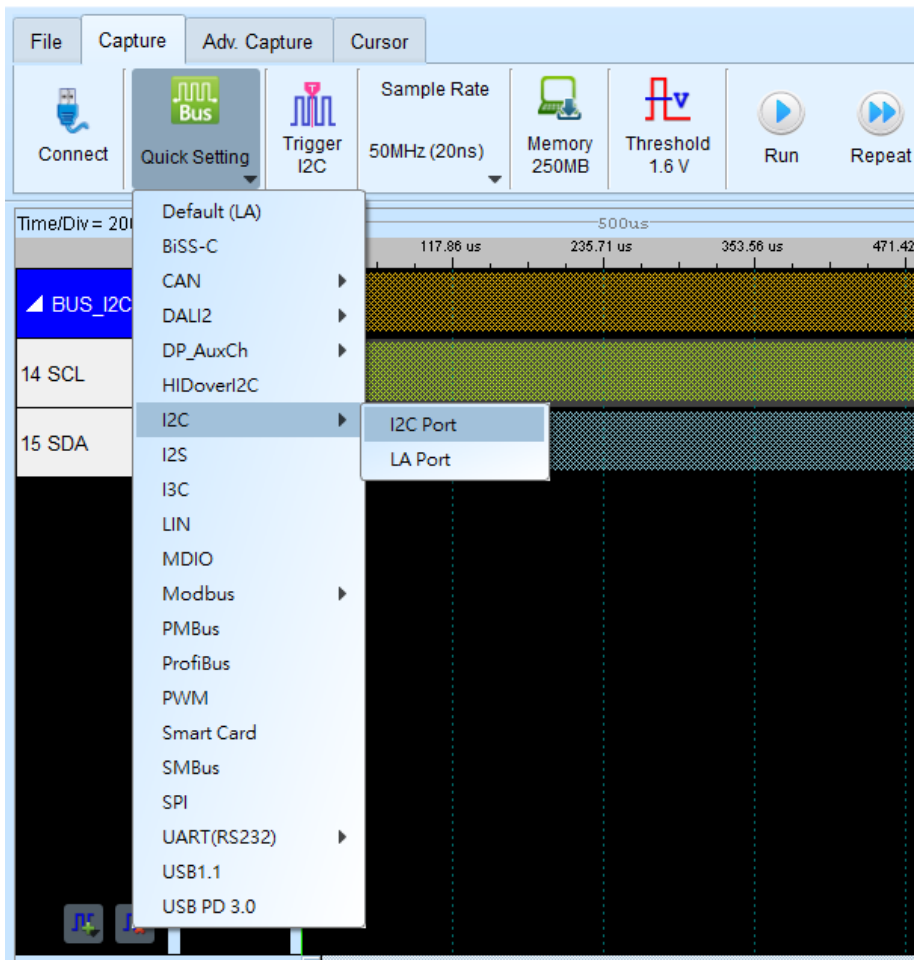 File Capture Adv. Capture Cursor
Connect
Bus
Quick Setting
T
Trigger
I2C
Sample Rate
50MHz (20ns)
Memory
250MB
V
Threshold
1.6 V
Run
Repeat
Time/Div = 500us
117.86 us 235.71 us 353.56 us 471.42
BUS_I2C
14 SCL
15 SDA
Default (LA)
BiSS-C
CAN
DALI2
DP_AuxCh
HIDoverI2C
I2C
I2C Port
LA Port
I2S
I3C
LIN
MDIO
Modbus
PMBus
ProfiBus
PWM
Smart Card
SMBus
SPI
UART(RS232)
USB1.1
USB PD 3.0